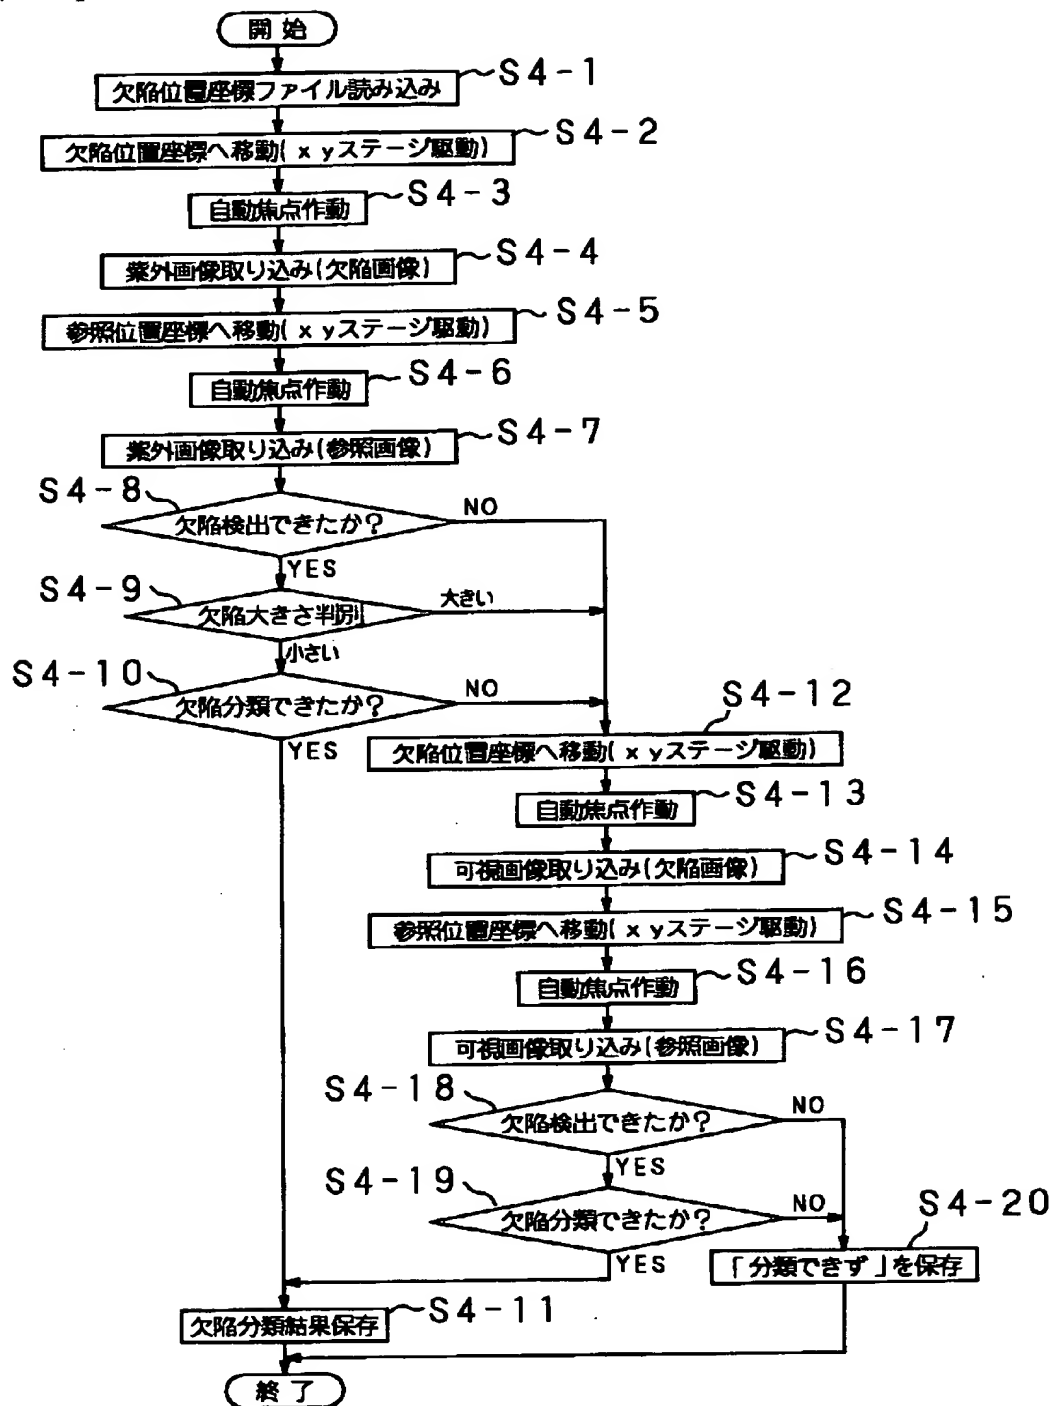 開始
欠陥位置座標ファイル読み込み
S4-1
欠陥位置座標へ移動(xyステージ駆動)
S4-2
自動焦点作動
S4-3
紫外画像取り込み(欠陥画像)
S4-4
参照位置座標へ移動(xyステージ駆動)
S4-5
自動焦点作動
S4-6
紫外画像取り込み(参照画像)
S4-7
S4-8
欠陥検出できたか?
NO
YES
S4-9
欠陥大きさ判別
大きい
小さい
S4-10
欠陥分類できたか?
NO
YES
S4-12
欠陥位置座標へ移動(xyステージ駆動)
S4-13
自動焦点作動
S4-14
可視画像取り込み(欠陥画像)
S4-15
参照位置座標へ移動(xyステージ駆動)
S4-16
自動焦点作動
S4-17
可視画像取り込み(参照画像)
S4-18
欠陥検出できたか?
NO
YES
S4-19
欠陥分類できたか?
NO
YES
S4-20
「分類できず」を保存
S4-11
欠陥分類結果保存
終了